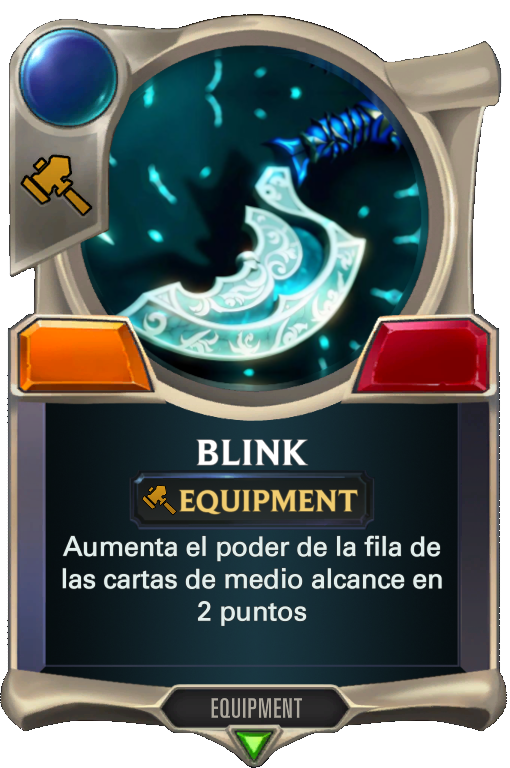 BLINK
EQUIPMENT
Aumenta el poder de la fila de
las cartas de medio alcance en
2 puntos
EQUIPMENT